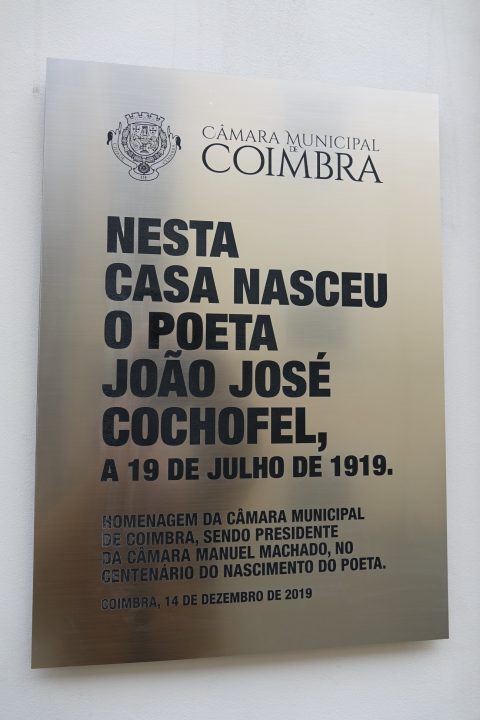 CÂMARA MUNICIPAL
DE
COIMBRA
NESTA
CASA NASCEU
O POETA
JOÃO JOSÉ
COCHOFEL,
A 19 DE JULHO DE 1919.
HOMENAGEM DA CÂMARA MUNICIPAL
DE COIMBRA, SENDO PRESIDENTE
DA CÂMARA MANUEL MACHADO, NO
CENTENÁRIO DO NASCIMENTO DO POETA.
COIMBRA, 14 DE DEZEMBRO DE 2019